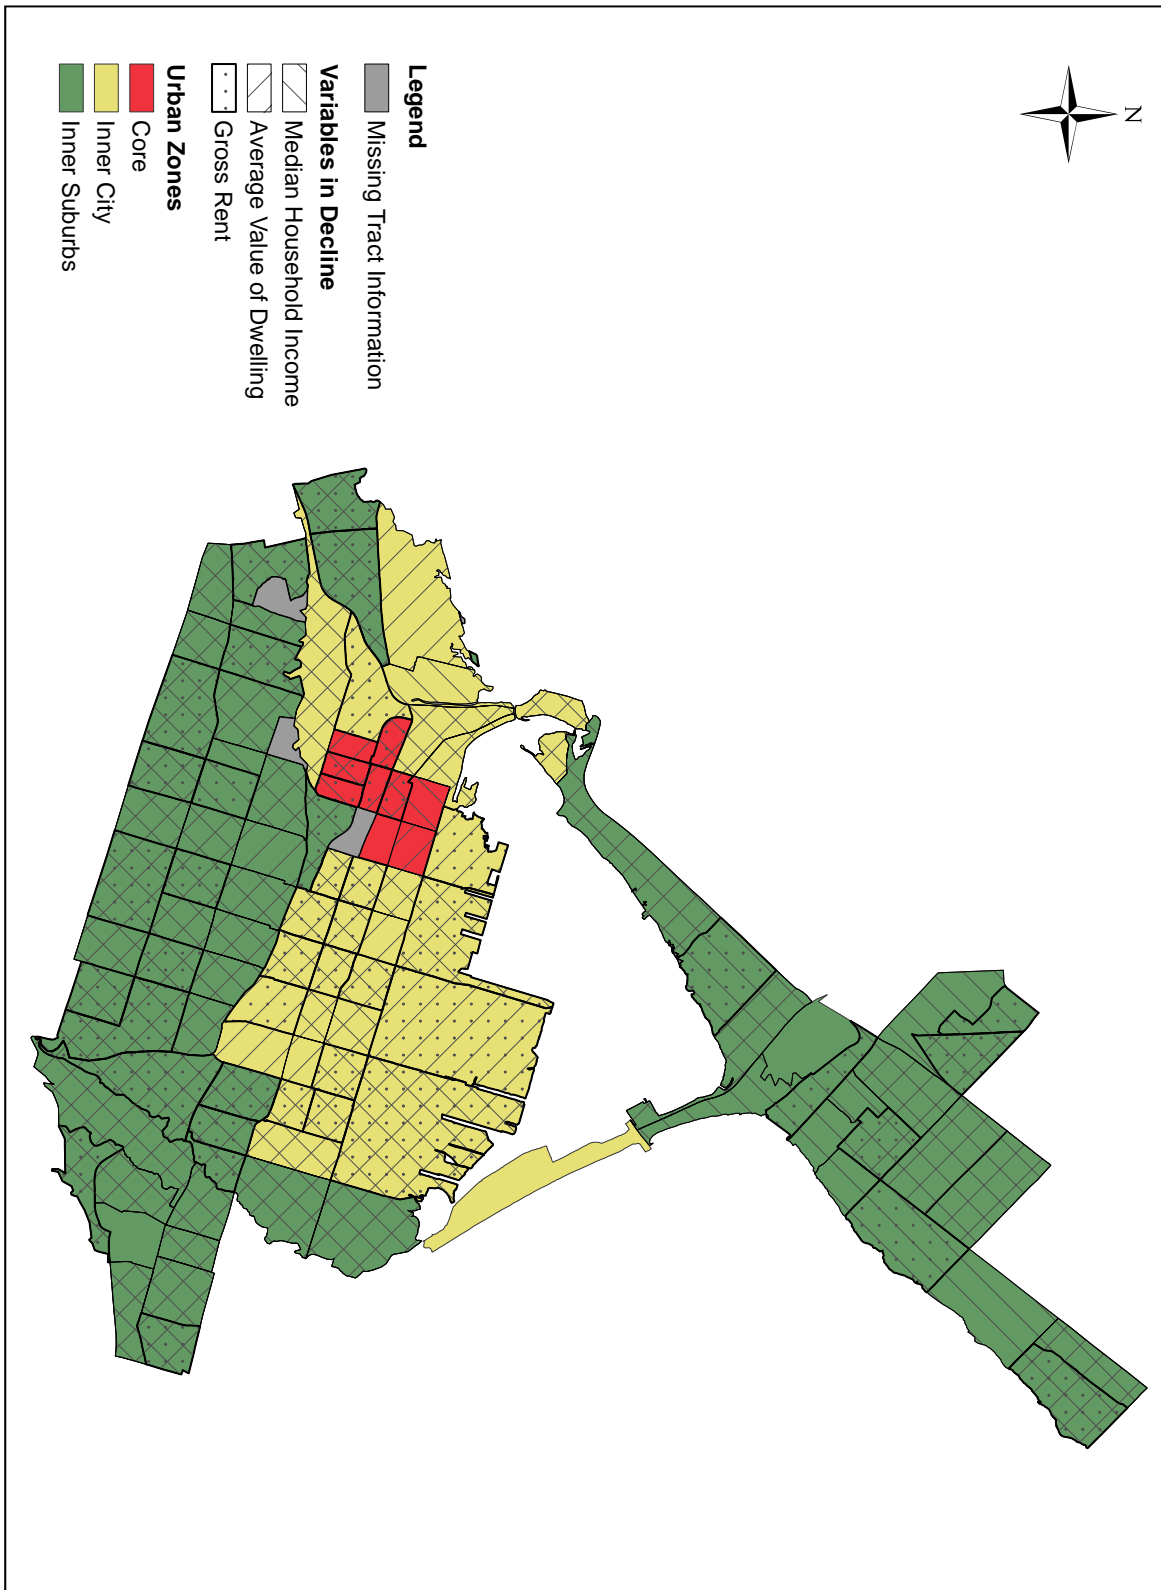 N
Legend
Missing Tract Information
Variables in Decline
Median Household Income
Average Value of Dwelling
Gross Rent
Urban Zones
Core
Inner City
Inner Suburbs